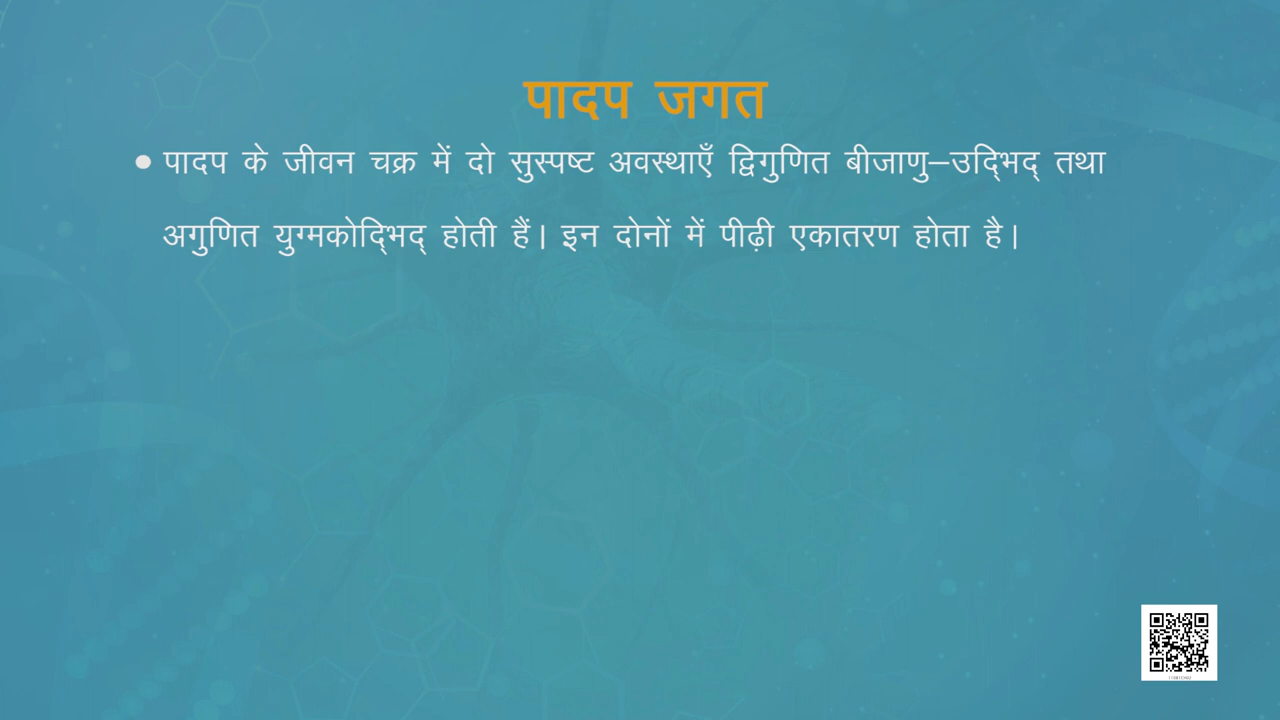 पादप जगत
• पादप के जीवन चक्र में दो सुस्पष्ट अवस्थाएँ द्विगुणित बीजाणु–उद्भिद् तथा
अगुणित युग्मकोद्भिद् होती हैं। इन दोनों में पीढ़ी एकातरण होता है।